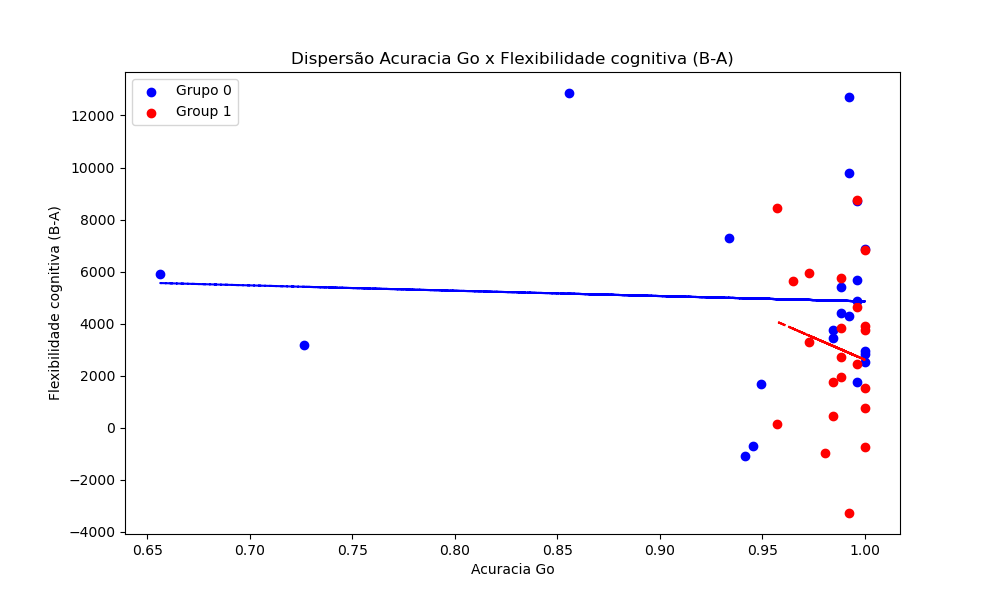 Dispersão Acuracia Go x Flexibilidade cognitiva (B-A)
Grupo 0
Group 1
Flexibilidade cognitiva (B-A)
12000
10000
8000
6000
4000
2000
0
−2000
−4000
0.65 0.70 0.75 0.80 0.85 0.90 0.95 1.00
Acuracia Go